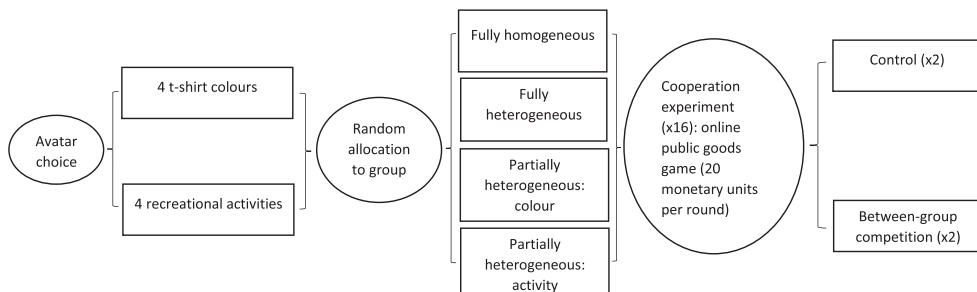 Avatar
choice
4 t-shirt colours
4 recreational activities
Random
allocation
to group
Fully homogeneous
Fully
heterogeneous
Partially
heterogeneous:
colour
Partially
heterogeneous:
activity
Cooperation
experiment
(x16): online
public goods
game (20
monetary units
per round)
Control (x2)
Between-group
competition (x2)